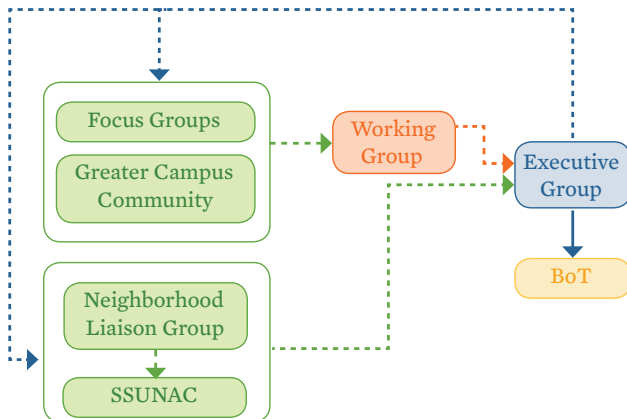 Focus Groups
Greater Campus
Community
Working
Group
Executive
Group
BoT
Neighborhood
Liaison Group
SSUNAC